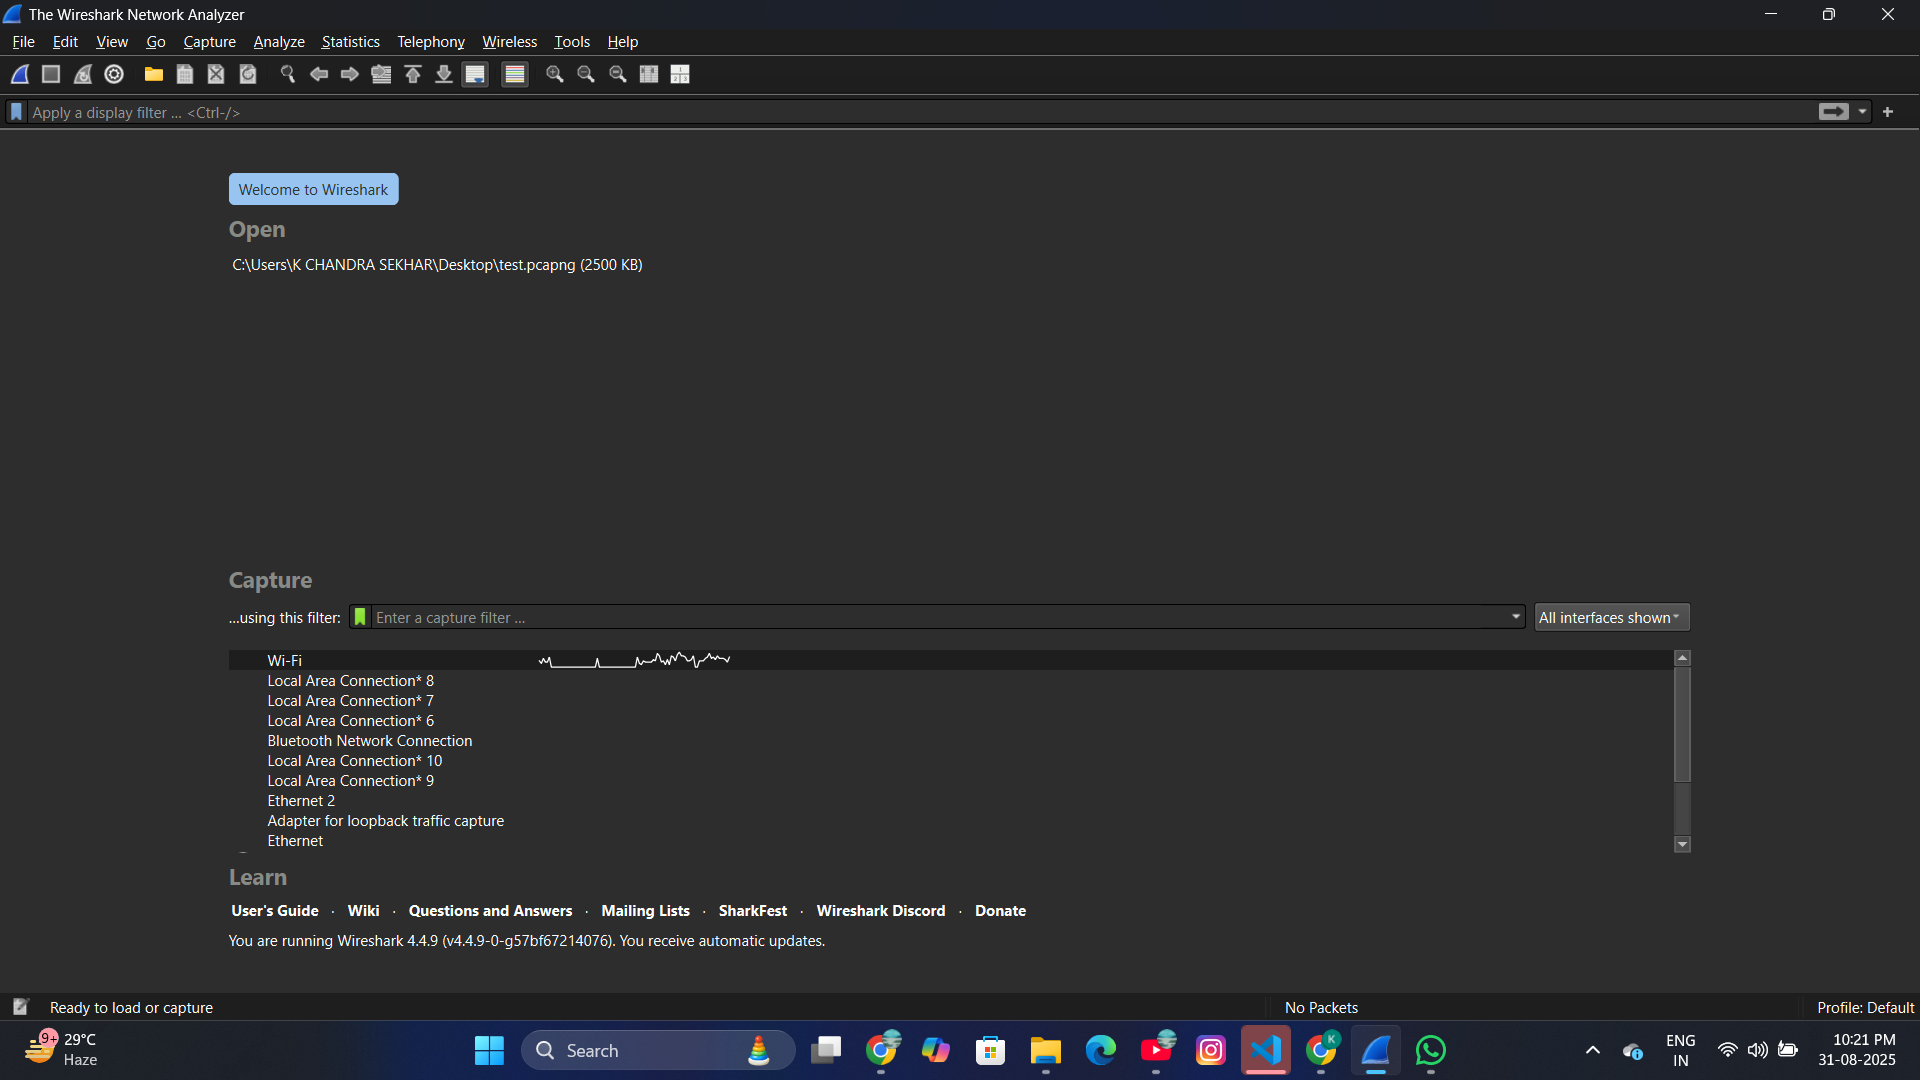 The Wireshark Network Analyzer
File Edit View Go Capture Analyze Statistics Telephony Wireless Tools Help
Apply a display filter ... <Ctrl-/>
Welcome to Wireshark
Open
C:\Users\K CHANDRA SEKHAR\Desktop\test.pcapng (2500 KB)
Capture
...using this filter: Enter a capture filter ... All interfaces shown
Wi-Fi
Local Area Connection* 8
Local Area Connection* 7
Local Area Connection* 6
Bluetooth Network Connection
Local Area Connection* 10
Local Area Connection* 9
Ethernet 2
Adapter for loopback traffic capture
Ethernet
Learn
User's Guide · Wiki · Questions and Answers · Mailing Lists · SharkFest · Wireshark Discord · Donate
You are running Wireshark 4.4.9 (v4.4.9-0-g57bf67214076). You receive automatic updates.
Ready to load or capture No Packets Profile: Default
9+ 29°C
Haze
Search
K
ENG
IN
10:21 PM
31-08-2025